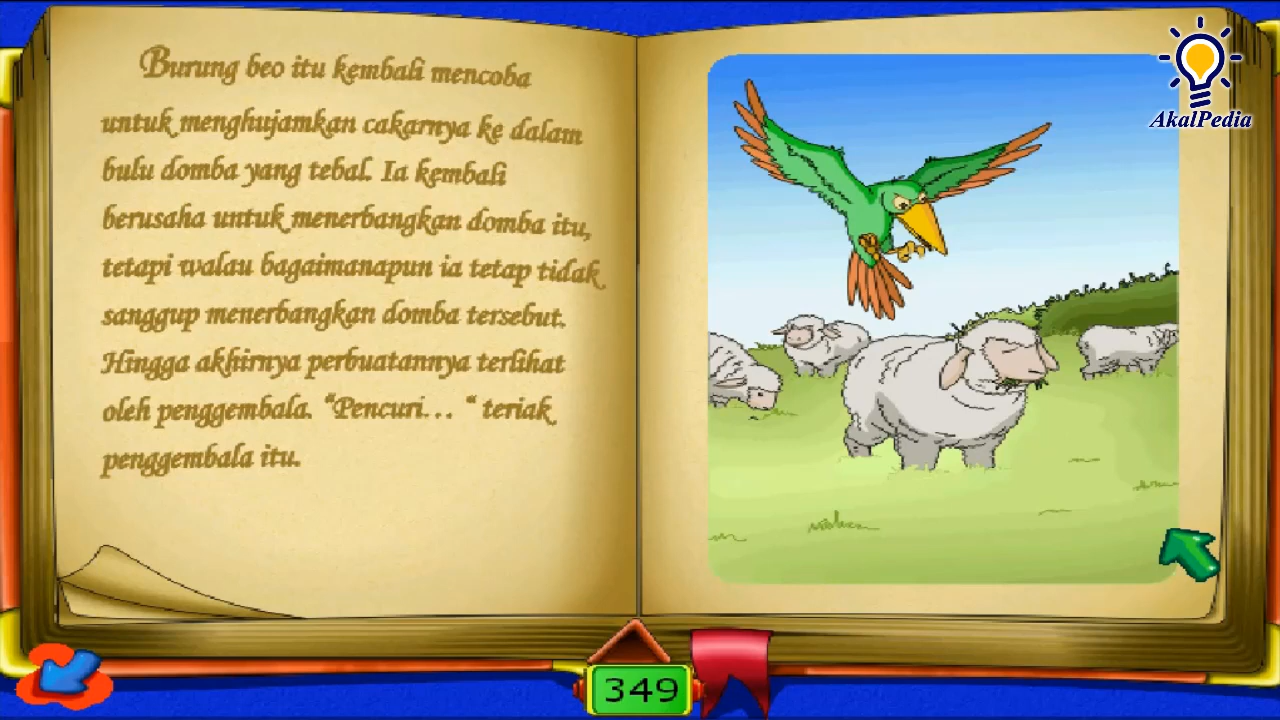 Burung beo itu kembali mencoba
untuk menghujamkan cakarnya ke dalam
bulu domba yang tebal. Ia kembali
berusaha untuk menerbangkan domba itu,
tetapi walau bagaimanapun ia tetap tidak
sanggup menerbangkan domba tersebut.
Hingga akhirnya perbuatannya terlihat
oleh penggembala. “Pencuri... “ teriak
penggembala itu.
AkalPedia
349